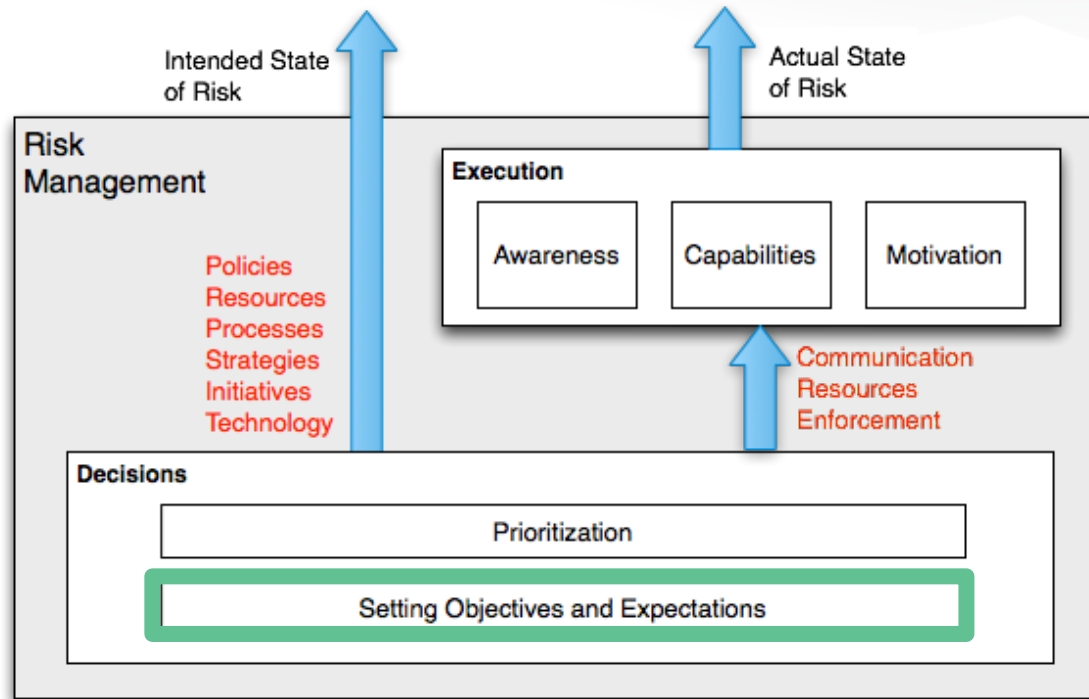 Intended State
of Risk
Actual State
of Risk
Risk
Management
Execution
Awareness
Capabilities
Motivation
Policies
Resources
Processes
Strategies
Initiatives
Technology
Communication
Resources
Enforcement
Decisions
Prioritization
Setting Objectives and Expectations